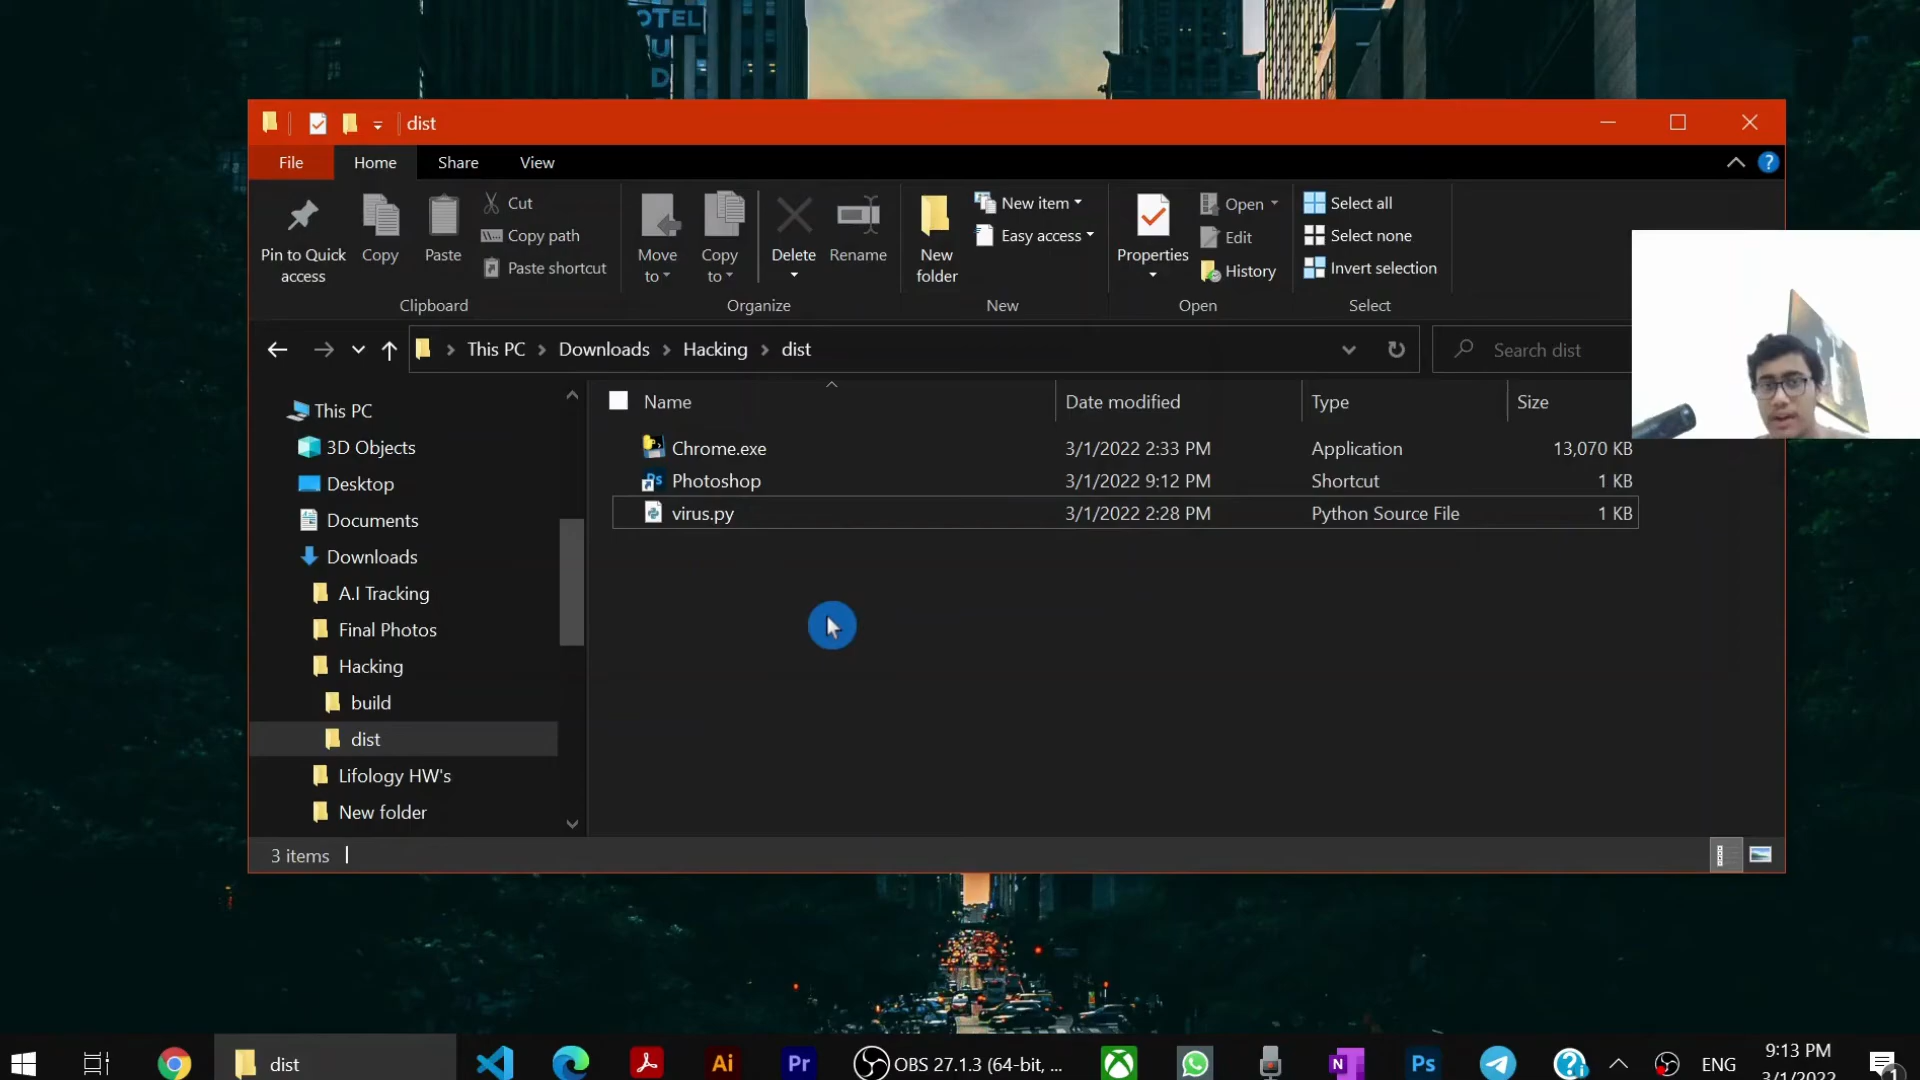 OTEL
U
D
dist
File Home Share View
Pin to Quick access
Copy
Paste
Cut
Copy path
Paste shortcut
Clipboard
Move to
Copy to
Delete
Rename
Organize
New folder
New item
Easy access
New
Properties
Open
Edit
History
Open
Select all
Select none
Invert selection
Select
This PC Downloads Hacking dist
Search dist
Name Date modified Type Size
Chrome.exe 3/1/2022 2:33 PM Application 13,070 KB
Photoshop 3/1/2022 9:12 PM Shortcut 1 KB
virus.py 3/1/2022 2:28 PM Python Source File 1 KB
This PC
3D Objects
Desktop
Documents
Downloads
A.I Tracking
Final Photos
Hacking
build
dist
Lifology HW's
New folder
3 items
dist
Ai
Pr
OBS 27.1.3 (64-bit, ...
N
Ps
ENG
9:13 PM
3/1/2022
1